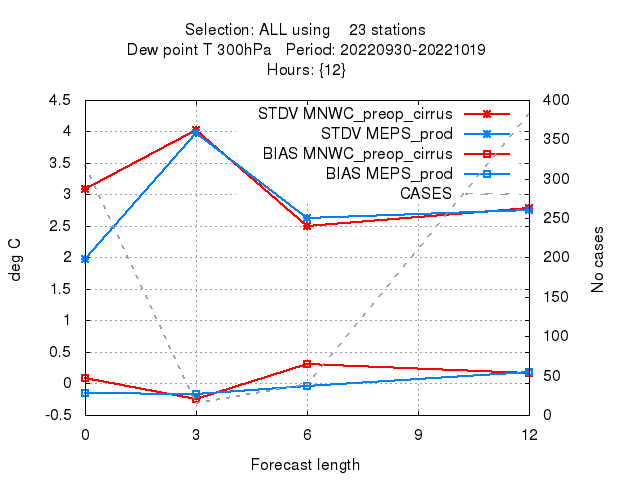 Selection: ALL using    23 stations
Dew point T 300hPa   Period: 20220930-20221019
Hours: {12}
STDV MNWC_preop_cirrus
STDV MEPS_prod
BIAS MNWC_preop_cirrus
BIAS MEPS_prod
CASES
4.5
4
3.5
3
2.5
2
1.5
1
0.5
0
-0.5
deg C
400
350
300
250
200
150
100
50
0
No cases
0 3 6 9 12
Forecast length